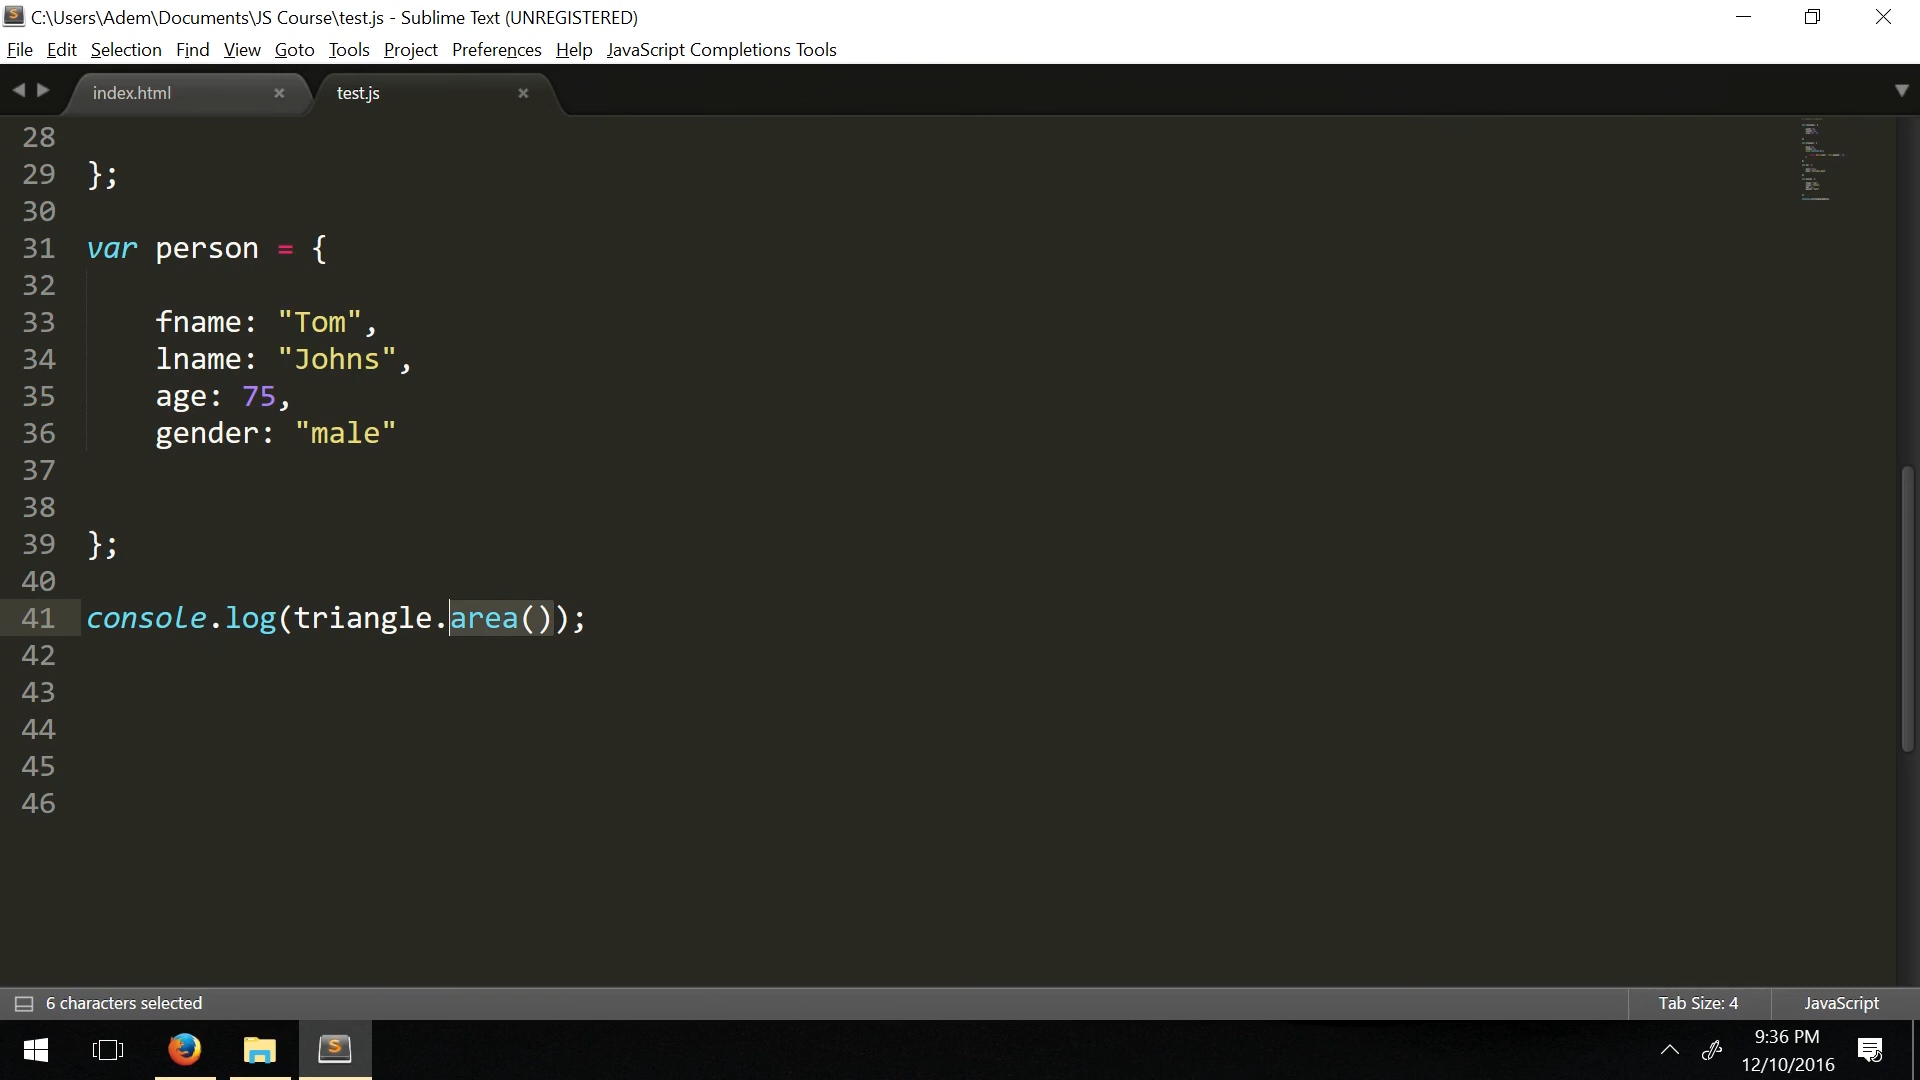 C:\Users\Adem\Documents\JS Course\test.js - Sublime Text (UNREGISTERED)
File Edit Selection Find View Goto Tools Project Preferences Help JavaScript Completions Tools
index.html × test.js ×
28
29 };
30
31 var person = {
32
33 fname: "Tom",
34 lname: "Johns",
35 age: 75,
36 gender: "male"
37
38
39 };
40
41 console.log(triangle.area());
42
43
44
45
46
6 characters selected Tab Size: 4 JavaScript
9:36 PM
12/10/2016